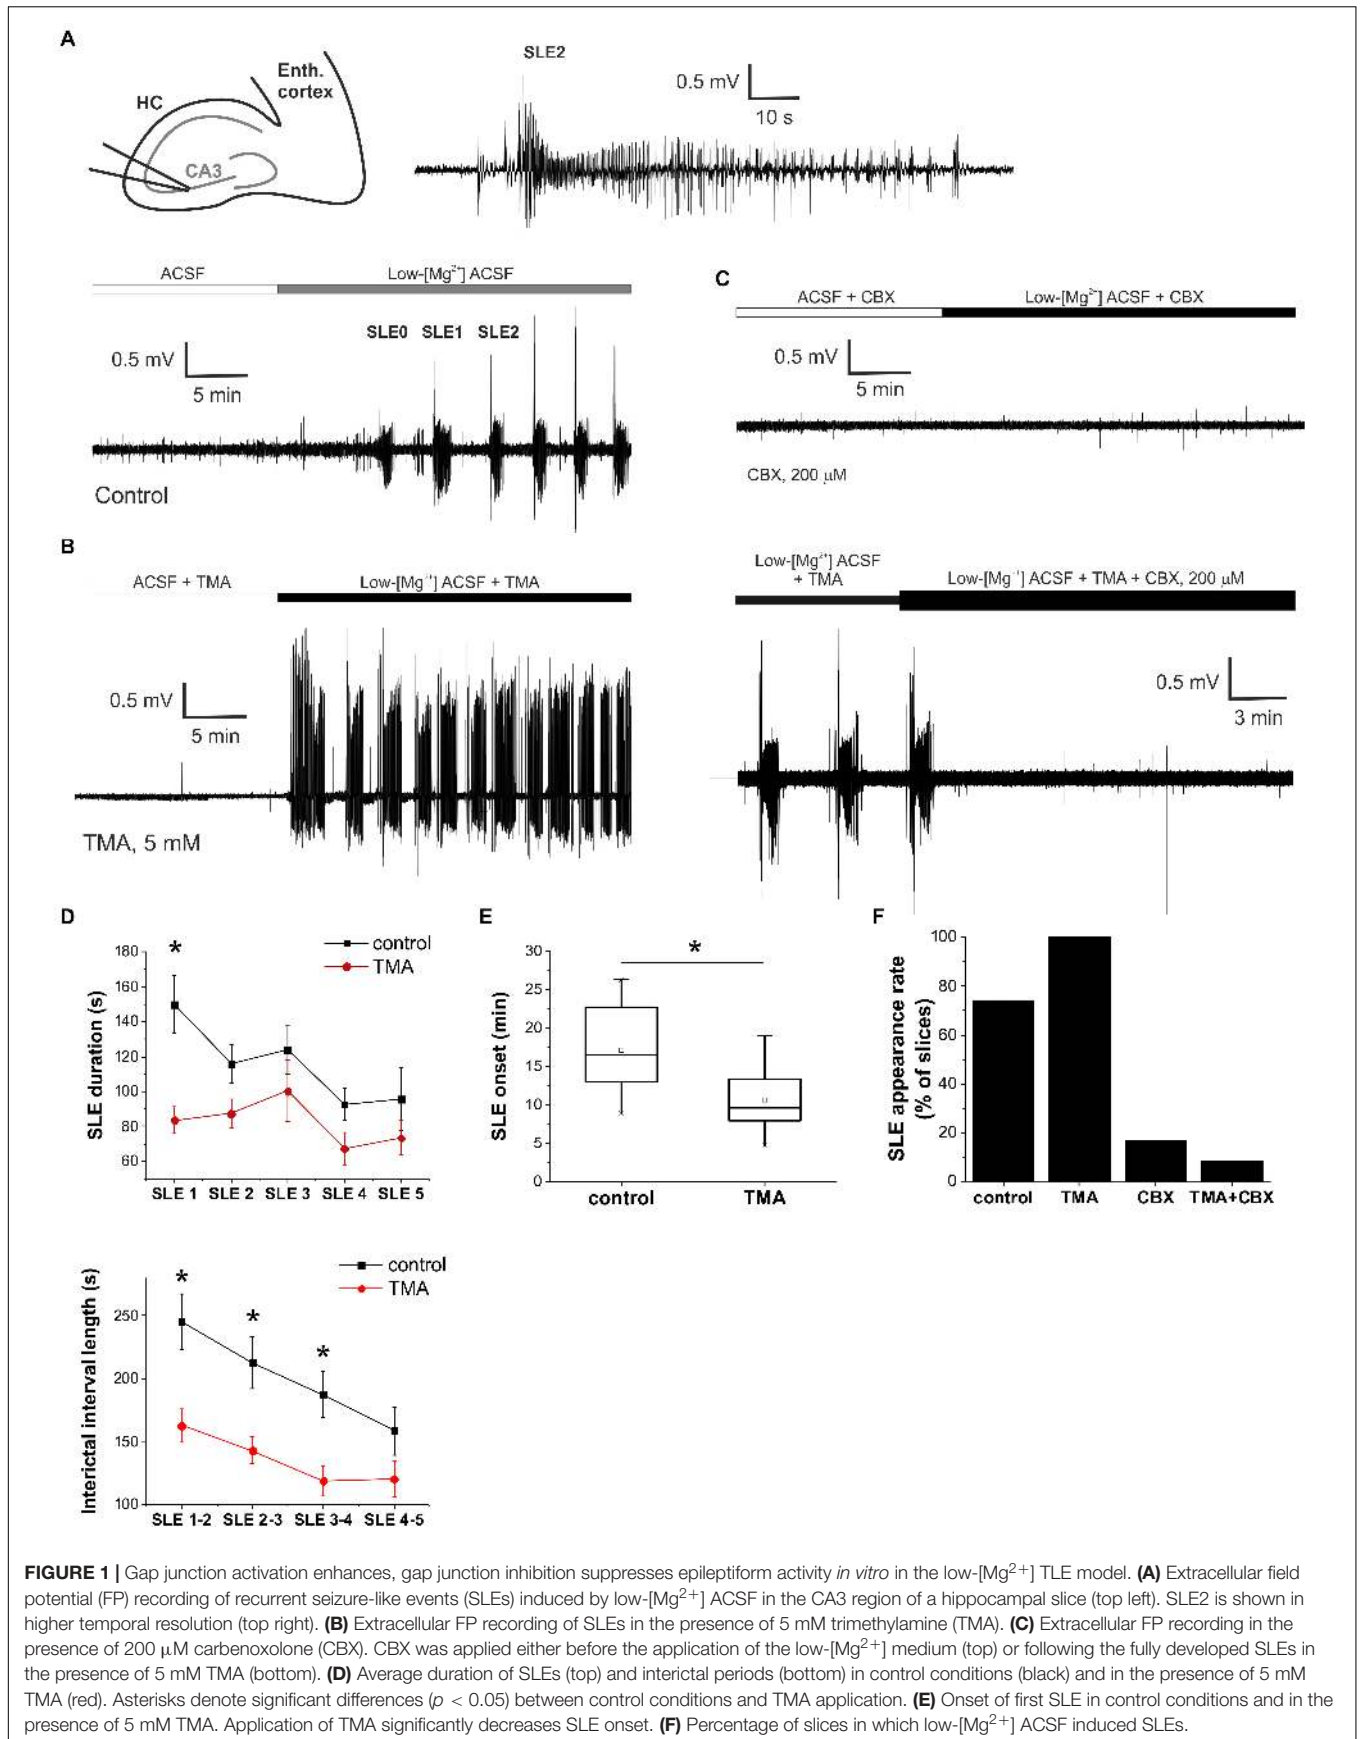 A
SLE2
Enth.
cortex
HC
CA3
0.5 mV
10 s
ACSF
Low-[Mg²⁺] ACSF
SLE0 SLE1 SLE2
0.5 mV
5 min
Control
C
ACSF + CBX
Low-[Mg²⁺] ACSF + CBX
0.5 mV
5 min
CBX, 200 µM
B
ACSF + TMA
Low-[Mg²⁺] ACSF + TMA
0.5 mV
5 min
TMA, 5 mM
Low-[Mg²⁺] ACSF
+ TMA
Low-[Mg²⁺] ACSF + TMA + CBX, 200 µM
0.5 mV
3 min
D
*
control
TMA
SLE duration (s)
180
160
140
120
100
80
60
SLE 1 SLE 2 SLE 3 SLE 4 SLE 5
control
TMA
* * *
Interictal interval length (s)
250
200
150
100
SLE 1-2 SLE 2-3 SLE 3-4 SLE 4-5
E
*
SLE onset (min)
30
25
20
15
10
5
0
control TMA
F
SLE appearance rate
(% of slices)
100
80
60
40
20
0
control TMA CBX TMA+CBX
FIGURE 1 | Gap junction activation enhances, gap junction inhibition suppresses epileptiform activity in vitro in the low-[Mg²⁺] TLE model. (A) Extracellular field
potential (FP) recording of recurrent seizure-like events (SLEs) induced by low-[Mg²⁺] ACSF in the CA3 region of a hippocampal slice (top left). SLE2 is shown in
higher temporal resolution (top right). (B) Extracellular FP recording of SLEs in the presence of 5 mM trimethylamine (TMA). (C) Extracellular FP recording in the
presence of 200 µM carbenoxolone (CBX). CBX was applied either before the application of the low-[Mg²⁺] medium (top) or following the fully developed SLEs in
the presence of 5 mM TMA (bottom). (D) Average duration of SLEs (top) and interictal periods (bottom) in control conditions (black) and in the presence of 5 mM
TMA (red). Asterisks denote significant differences (p < 0.05) between control conditions and TMA application. (E) Onset of first SLE in control conditions and in the
presence of 5 mM TMA. Application of TMA significantly decreases SLE onset. (F) Percentage of slices in which low-[Mg²⁺] ACSF induced SLEs.